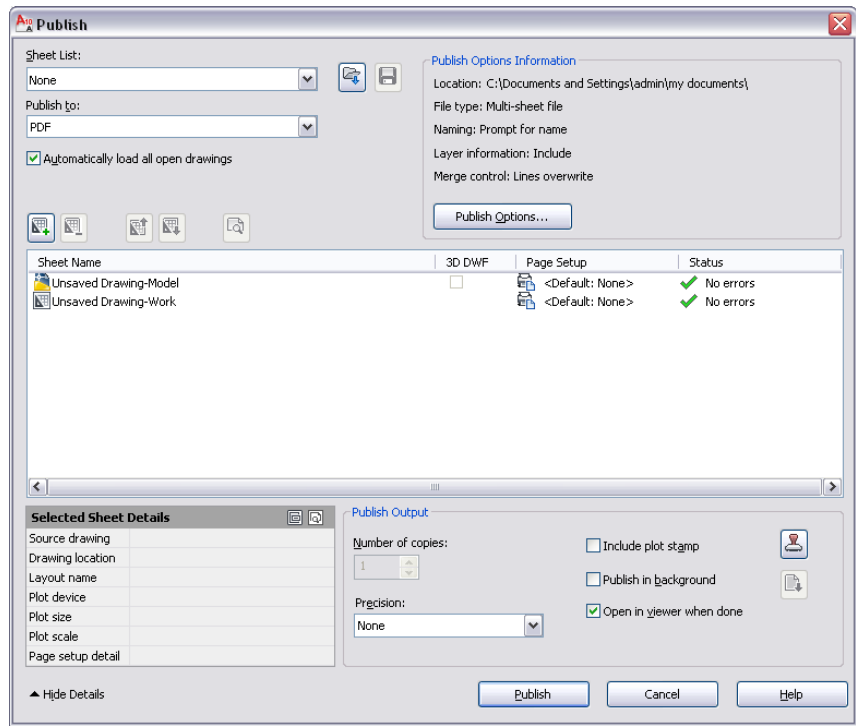 Publish
Sheet List:
None
Publish to:
PDF
Automatically load all open drawings
Publish Options Information
Location: C:\Documents and Settings\admin\my documents\
File type: Multi-sheet file
Naming: Prompt for name
Layer information: Include
Merge control: Lines overwrite
Publish Options...
Sheet Name 3D DWF Page Setup Status
Unsaved Drawing-Model <Default: None> No errors
Unsaved Drawing-Work <Default: None> No errors
Selected Sheet Details
Source drawing
Drawing location
Layout name
Plot device
Plot size
Plot scale
Page setup detail
Publish Output
Number of copies:
1
Precision:
None
Include plot stamp
Publish in background
Open in viewer when done
Hide Details
Publish Cancel Help